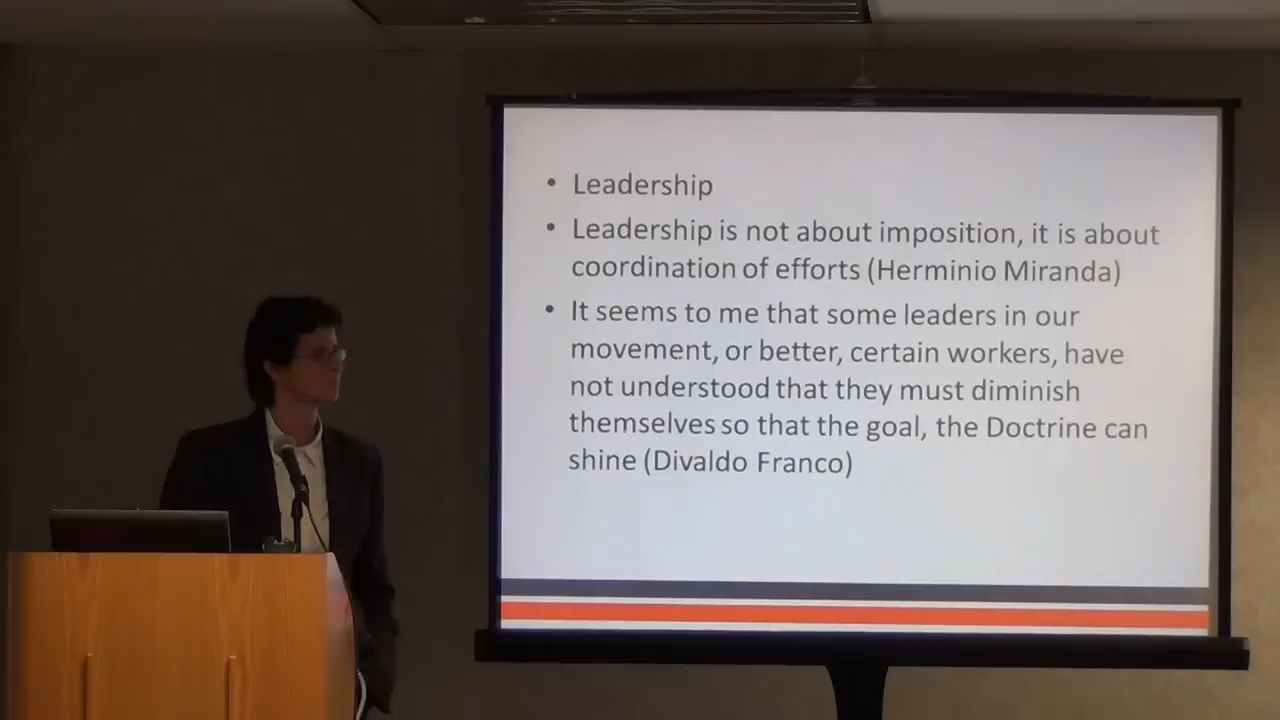 • Leadership
• Leadership is not about imposition, it is about
coordination of efforts (Herminio Miranda)
• It seems to me that some leaders in our
movement, or better, certain workers, have
not understood that they must diminish
themselves so that the goal, the Doctrine can
shine (Divaldo Franco)